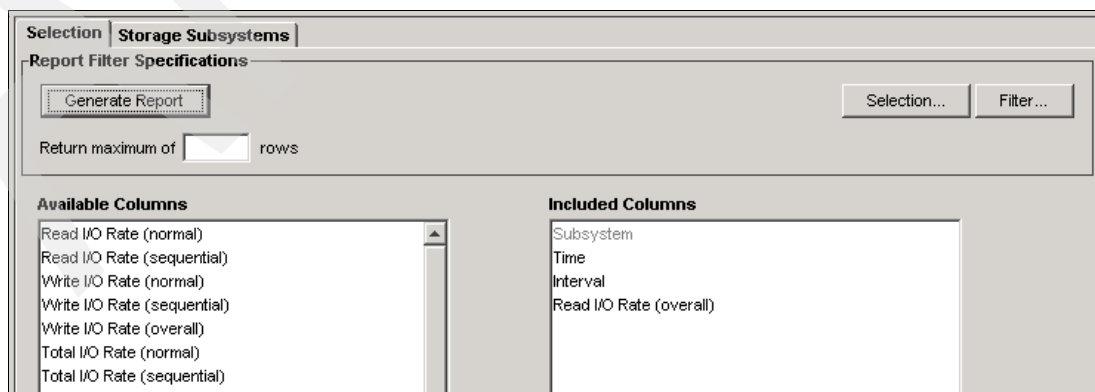 Selection Storage Subsystems
Report Filter Specifications
Generate Report Selection... Filter...
Return maximum of rows
Available Columns
Read I/O Rate (normal)
Read I/O Rate (sequential)
Write I/O Rate (normal)
Write I/O Rate (sequential)
Write I/O Rate (overall)
Total I/O Rate (normal)
Total I/O Rate (sequential)
Included Columns
Subsystem
Time
Interval
Read I/O Rate (overall)